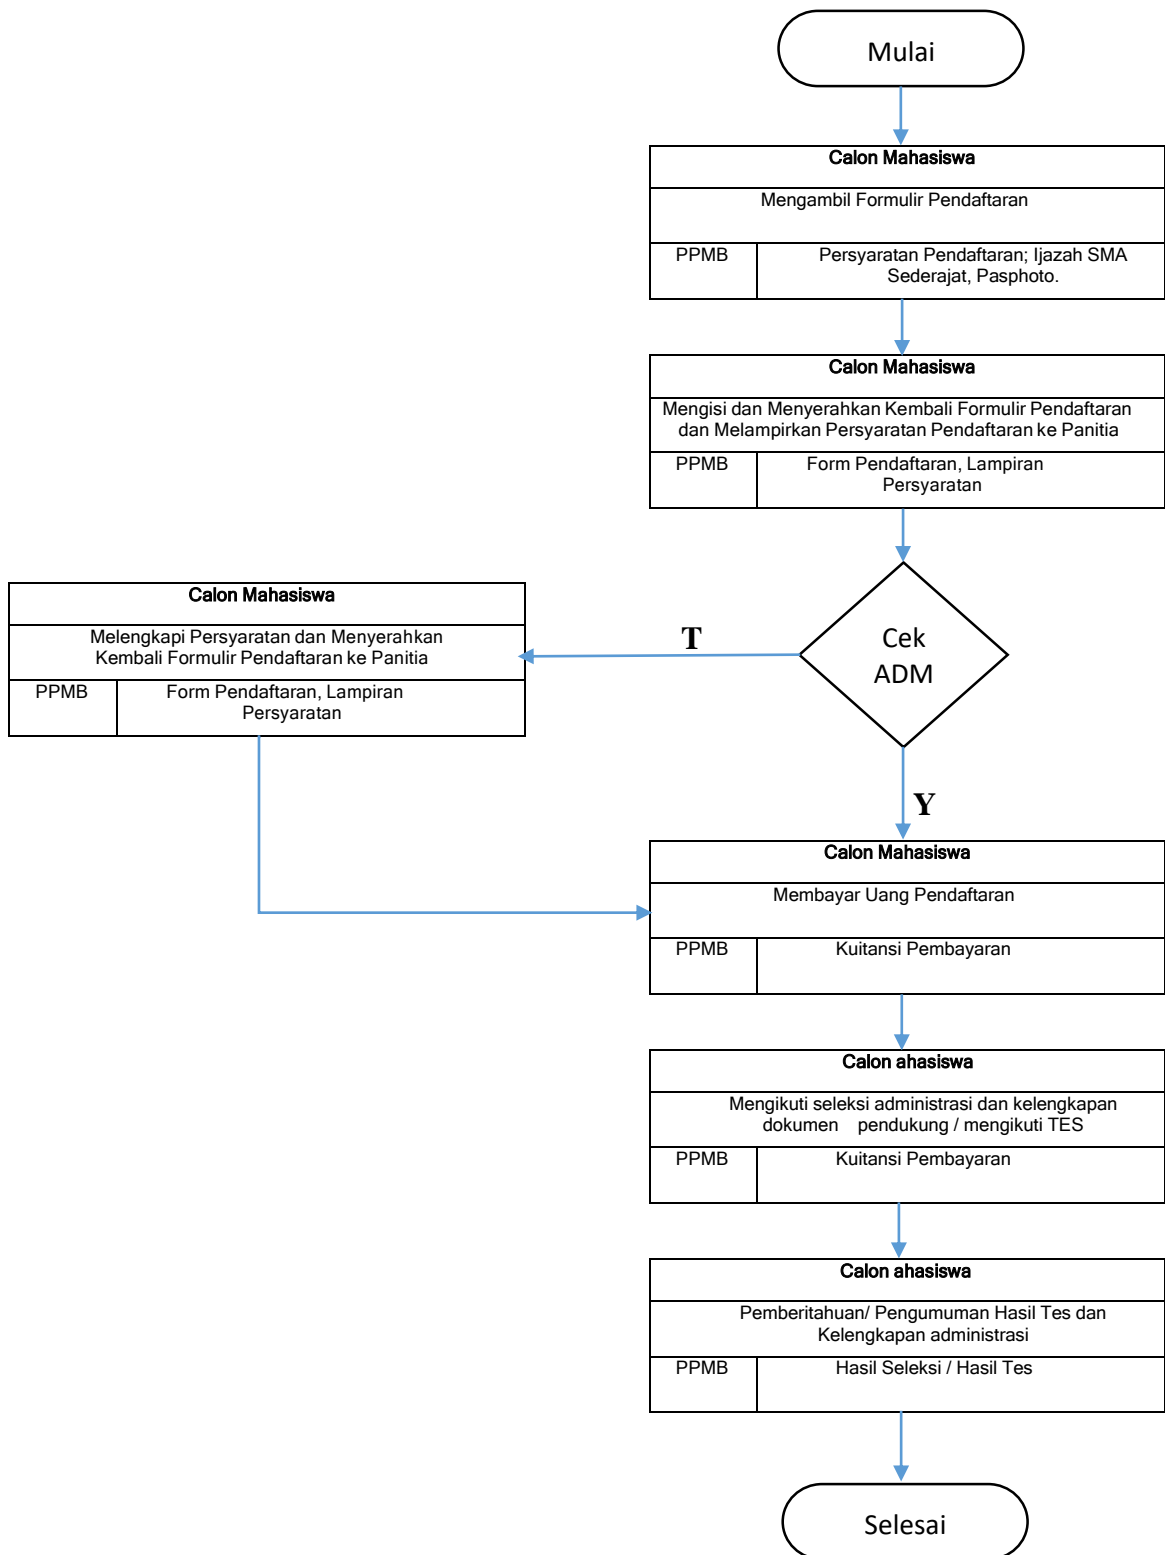 Mulai
Calon Mahasiswa
Mengambil Formulir Pendaftaran
PPMB
Persyaratan Pendaftaran; Ijazah SMA
Sederajat, Pasphoto.
Calon Mahasiswa
Mengisi dan Menyerahkan Kembali Formulir Pendaftaran
dan Melampirkan Persyaratan Pendaftaran ke Panitia
PPMB
Form Pendaftaran, Lampiran
Persyaratan
Cek
ADM
T
Calon Mahasiswa
Melengkapi Persyaratan dan Menyerahkan
Kembali Formulir Pendaftaran ke Panitia
PPMB
Form Pendaftaran, Lampiran
Persyaratan
Y
Calon Mahasiswa
Membayar Uang Pendaftaran
PPMB
Kuitansi Pembayaran
Calon ahasiswa
Mengikuti seleksi administrasi dan kelengkapan
dokumen pendukung / mengikuti TES
PPMB
Kuitansi Pembayaran
Calon ahasiswa
Pemberitahuan/ Pengumuman Hasil Tes dan
Kelengkapan administrasi
PPMB
Hasil Seleksi / Hasil Tes
Selesai